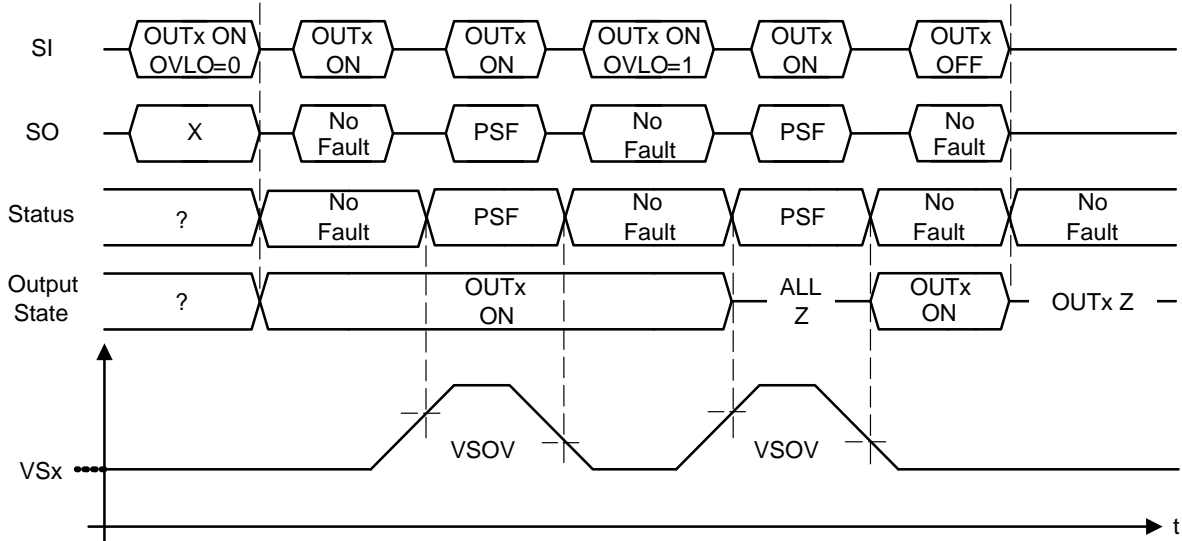 SI
OUTx ON
OVLO=0
OUTx
ON
OUTx
ON
OUTx ON
OVLO=1
OUTx
ON
OUTx
OFF
SO
X
No
Fault
PSF
No
Fault
PSF
No
Fault
Status
?
No
Fault
PSF
No
Fault
PSF
No
Fault
No
Fault
Output
State
?
OUTx
ON
ALL
Z
OUTx
ON
OUTx Z
VSOV
VSOV
VSx
t